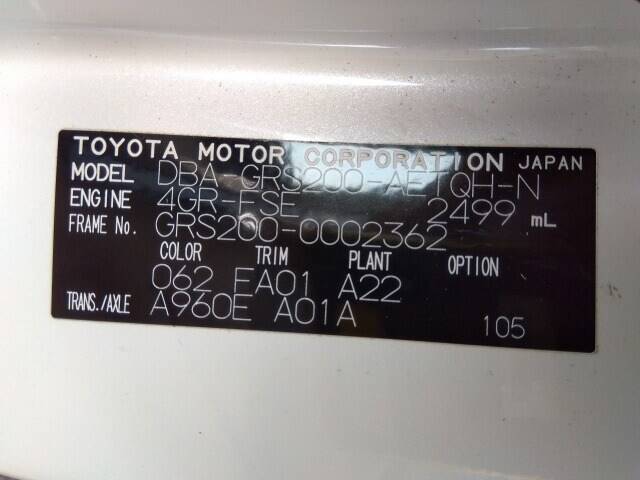 TOYOTA MOTOR CORPORATION JAPAN
MODEL DBA-GRS200-AETQH-N
ENGINE 4GR-FSE 2499 mL
FRAME No. GRS200-0002362
COLOR TRIM PLANT OPTION
062 FA01 A22
TRANS./AXLE A960E A01A 105